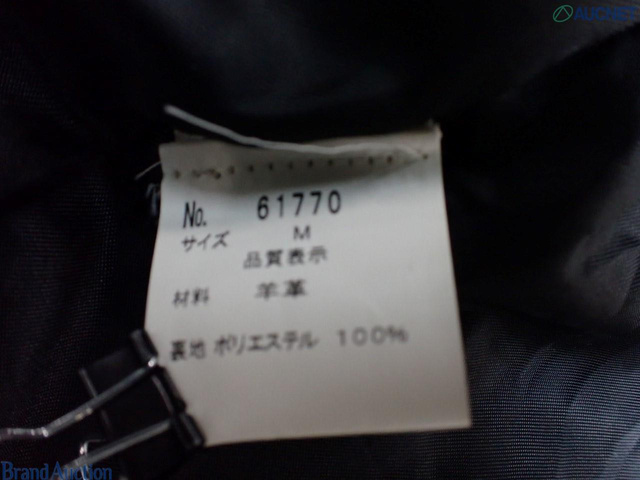 AUCNET
No. 61770
サイズ M
品質表示
材料 羊革
裏地 ポリエステル 100%
Brand Auction